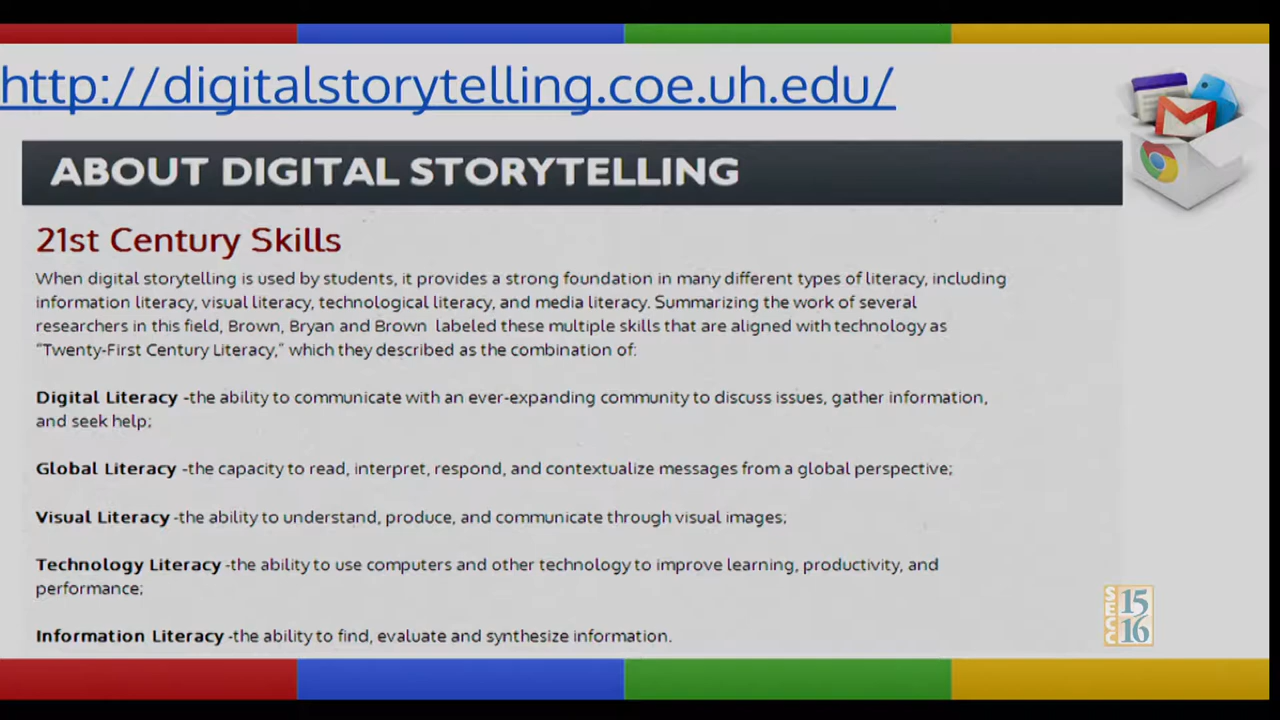 http://digitalstorytelling.coe.uh.edu/
ABOUT DIGITAL STORYTELLING
21st Century Skills
When digital storytelling is used by students, it provides a strong foundation in many different types of literacy, including
information literacy, visual literacy, technological literacy, and media literacy. Summarizing the work of several
researchers in this field, Brown, Bryan and Brown labeled these multiple skills that are aligned with technology as
“Twenty-First Century Literacy,” which they described as the combination of:
Digital Literacy -the ability to communicate with an ever-expanding community to discuss issues, gather information,
and seek help;
Global Literacy -the capacity to read, interpret, respond, and contextualize messages from a global perspective;
Visual Literacy -the ability to understand, produce, and communicate through visual images;
Technology Literacy -the ability to use computers and other technology to improve learning, productivity, and
performance;
Information Literacy -the ability to find, evaluate and synthesize information.
SECC
15
16